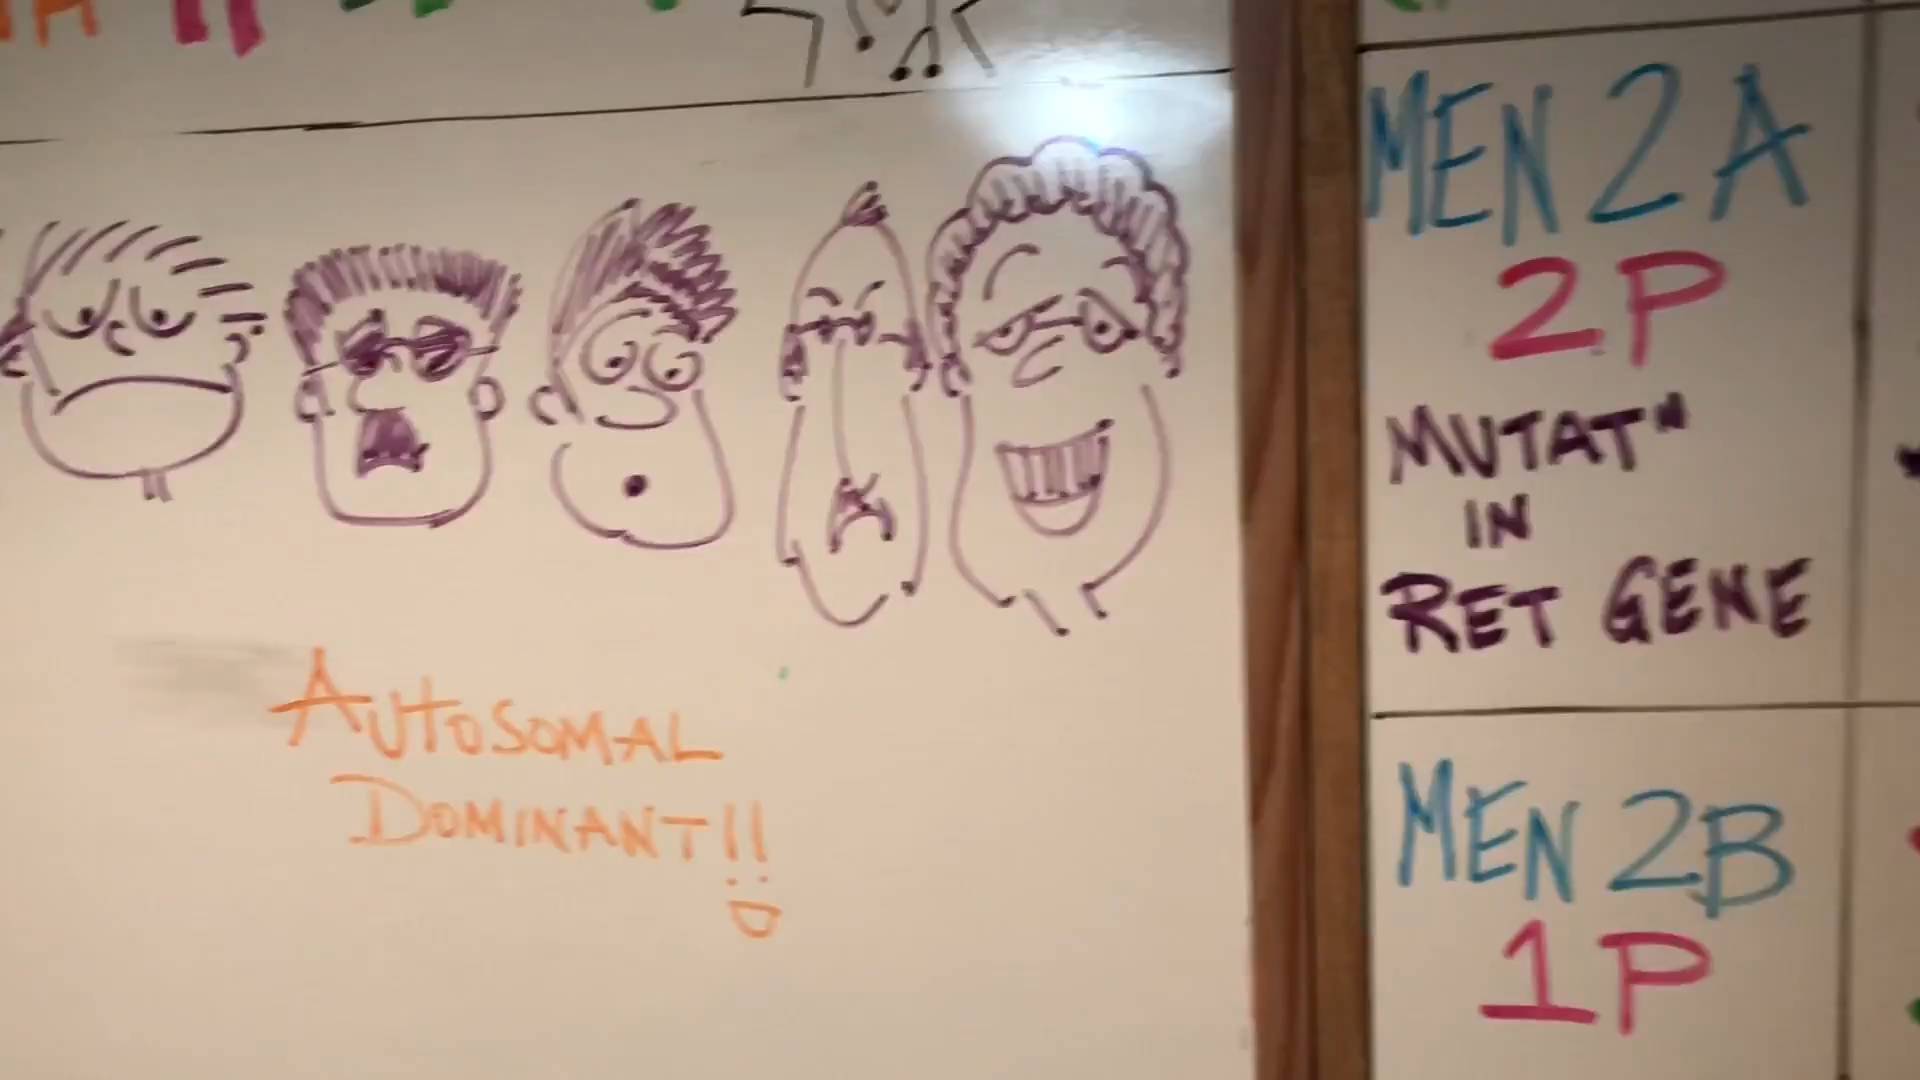 AUTOSOMAL
DOMINANT!!
MEN 2A
2P
MUTATⁿ
IN
RET GENE
MEN 2B
1P